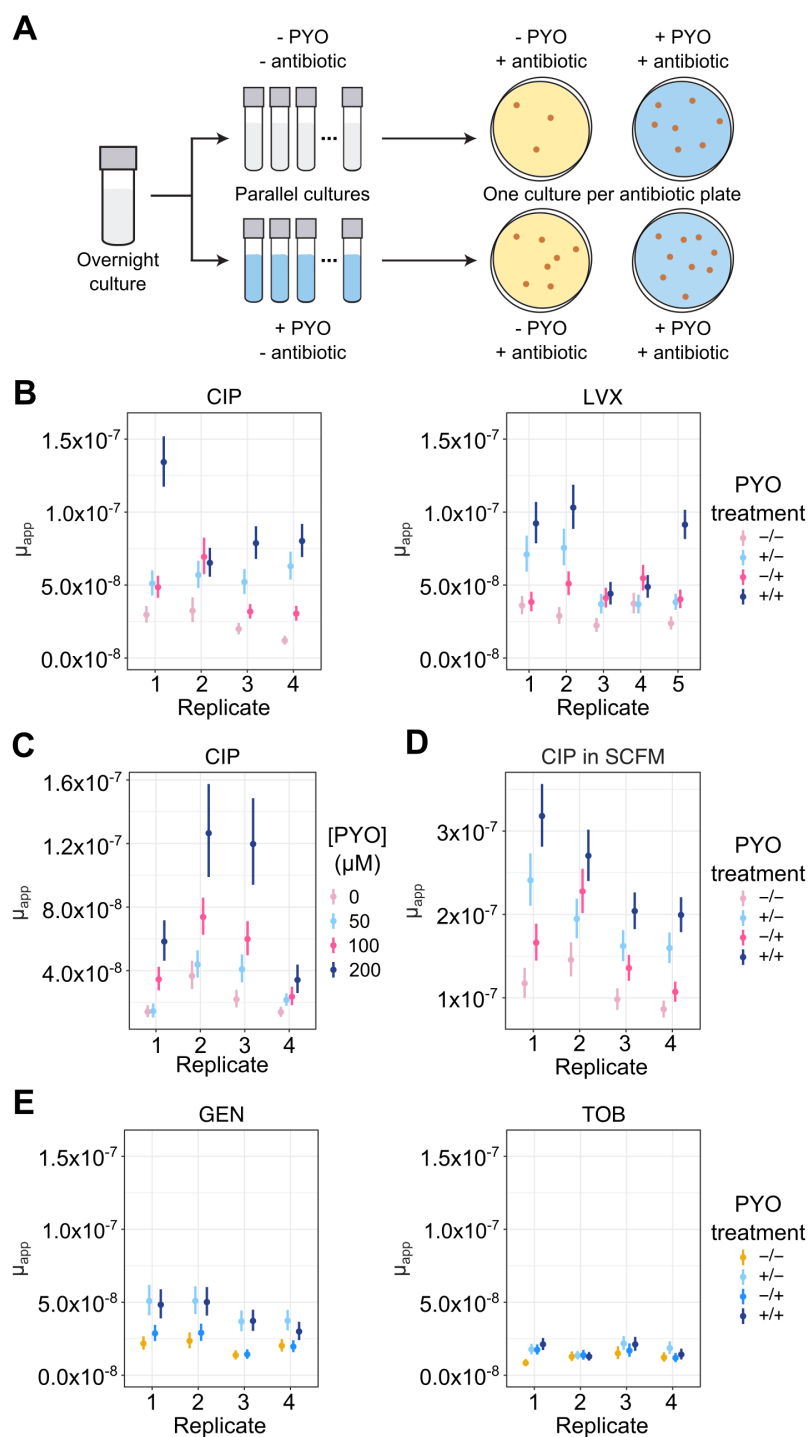 A
- PYO
- antibiotic
- PYO
+ antibiotic
+ PYO
+ antibiotic
...
Parallel cultures
One culture per antibiotic plate
Overnight
culture
...
+ PYO
- antibiotic
- PYO
+ antibiotic
+ PYO
+ antibiotic
B
CIP
1.5x10⁻⁷
1.0x10⁻⁷
5.0x10⁻⁸
0.0x10⁻⁸
μapp
1 2 3 4
Replicate
LVX
1.5x10⁻⁷
1.0x10⁻⁷
5.0x10⁻⁸
0.0x10⁻⁸
μapp
1 2 3 4 5
Replicate
PYO
treatment
−/−
+/−
−/+
+/+
C
CIP
1.6x10⁻⁷
1.2x10⁻⁷
8.0x10⁻⁸
4.0x10⁻⁸
μapp
1 2 3 4
Replicate
[PYO]
(μM)
0
50
100
200
D
CIP in SCFM
3x10⁻⁷
2x10⁻⁷
1x10⁻⁷
μapp
1 2 3 4
Replicate
PYO
treatment
−/−
+/−
−/+
+/+
E
GEN
1.5x10⁻⁷
1.0x10⁻⁷
5.0x10⁻⁸
0.0x10⁻⁸
μapp
1 2 3 4
Replicate
TOB
1.5x10⁻⁷
1.0x10⁻⁷
5.0x10⁻⁸
0.0x10⁻⁸
μapp
1 2 3 4
Replicate
PYO
treatment
−/−
+/−
−/+
+/+